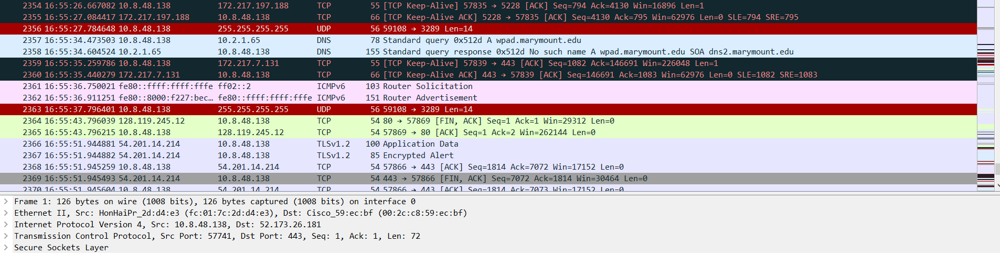 2354 16:55:26.667082 10.8.48.138 172.217.197.188 TCP 55 [TCP Keep-Alive] 57835 → 5228 [ACK] Seq=794 Ack=4130 Win=16896 Len=1
2355 16:55:27.084417 172.217.197.188 10.8.48.138 TCP 66 [TCP Keep-Alive ACK] 5228 → 57835 [ACK] Seq=4130 Ack=795 Win=62976 Len=0 SLE=794 SRE=795
2356 16:55:27.784648 10.8.48.138 255.255.255.255 UDP 56 59108 → 3289 Len=14
2357 16:55:34.473503 10.8.48.138 10.2.1.65 DNS 78 Standard query 0x512d A wpad.marymount.edu
2358 16:55:34.604524 10.2.1.65 10.8.48.138 DNS 155 Standard query response 0x512d No such name A wpad.marymount.edu SOA dns2.marymount.edu
2359 16:55:35.259786 10.8.48.138 172.217.7.131 TCP 55 [TCP Keep-Alive] 57839 → 443 [ACK] Seq=1082 Ack=146691 Win=226048 Len=1
2360 16:55:35.440279 172.217.7.131 10.8.48.138 TCP 66 [TCP Keep-Alive ACK] 443 → 57839 [ACK] Seq=146691 Ack=1083 Win=62976 Len=0 SLE=1082 SRE=1083
2361 16:55:36.750021 fe80::ffff:ffff:fffe ff02::2 ICMPv6 103 Router Solicitation
2362 16:55:36.911251 fe80::8000:f227:bec… fe80::ffff:ffff:fffe ICMPv6 151 Router Advertisement
2363 16:55:37.796401 10.8.48.138 255.255.255.255 UDP 56 59108 → 3289 Len=14
2364 16:55:43.796039 128.119.245.12 10.8.48.138 TCP 54 80 → 57869 [FIN, ACK] Seq=1 Ack=1 Win=29312 Len=0
2365 16:55:43.796215 10.8.48.138 128.119.245.12 TCP 54 57869 → 80 [ACK] Seq=1 Ack=2 Win=262144 Len=0
2366 16:55:51.944881 54.201.14.214 10.8.48.138 TLSv1.2 100 Application Data
2367 16:55:51.944882 54.201.14.214 10.8.48.138 TLSv1.2 85 Encrypted Alert
2368 16:55:51.945259 10.8.48.138 54.201.14.214 TCP 54 57866 → 443 [ACK] Seq=1814 Ack=7072 Win=17152 Len=0
2369 16:55:51.945493 54.201.14.214 10.8.48.138 TCP 54 443 → 57866 [FIN, ACK] Seq=7072 Ack=1814 Win=30464 Len=0
2370 16:55:51.945604 10.8.48.138 54.201.14.214 TCP 54 57866 → 443 [ACK] Seq=1814 Ack=7073 Win=17152 Len=0
Frame 1: 126 bytes on wire (1008 bits), 126 bytes captured (1008 bits) on interface 0
Ethernet II, Src: HonHaiPr_2d:d4:e3 (fc:01:7c:2d:d4:e3), Dst: Cisco_59:ec:bf (00:2c:c8:59:ec:bf)
Internet Protocol Version 4, Src: 10.8.48.138, Dst: 52.173.26.181
Transmission Control Protocol, Src Port: 57741, Dst Port: 443, Seq: 1, Ack: 1, Len: 72
Secure Sockets Layer